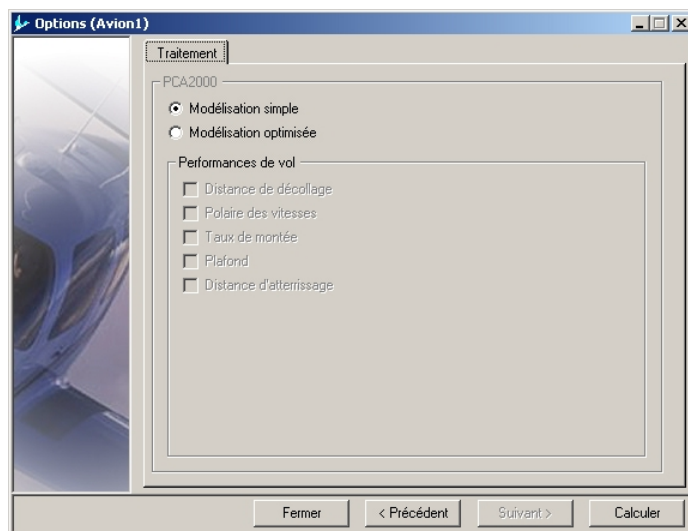 Options (Avion1)
Traitement
PCA2000
Modélisation simple
Modélisation optimisée
Performances de vol
Distance de décollage
Polaire des vitesses
Taux de montée
Plafond
Distance d'atterrissage
Fermer
< Précédent
Suivant >
Calculer